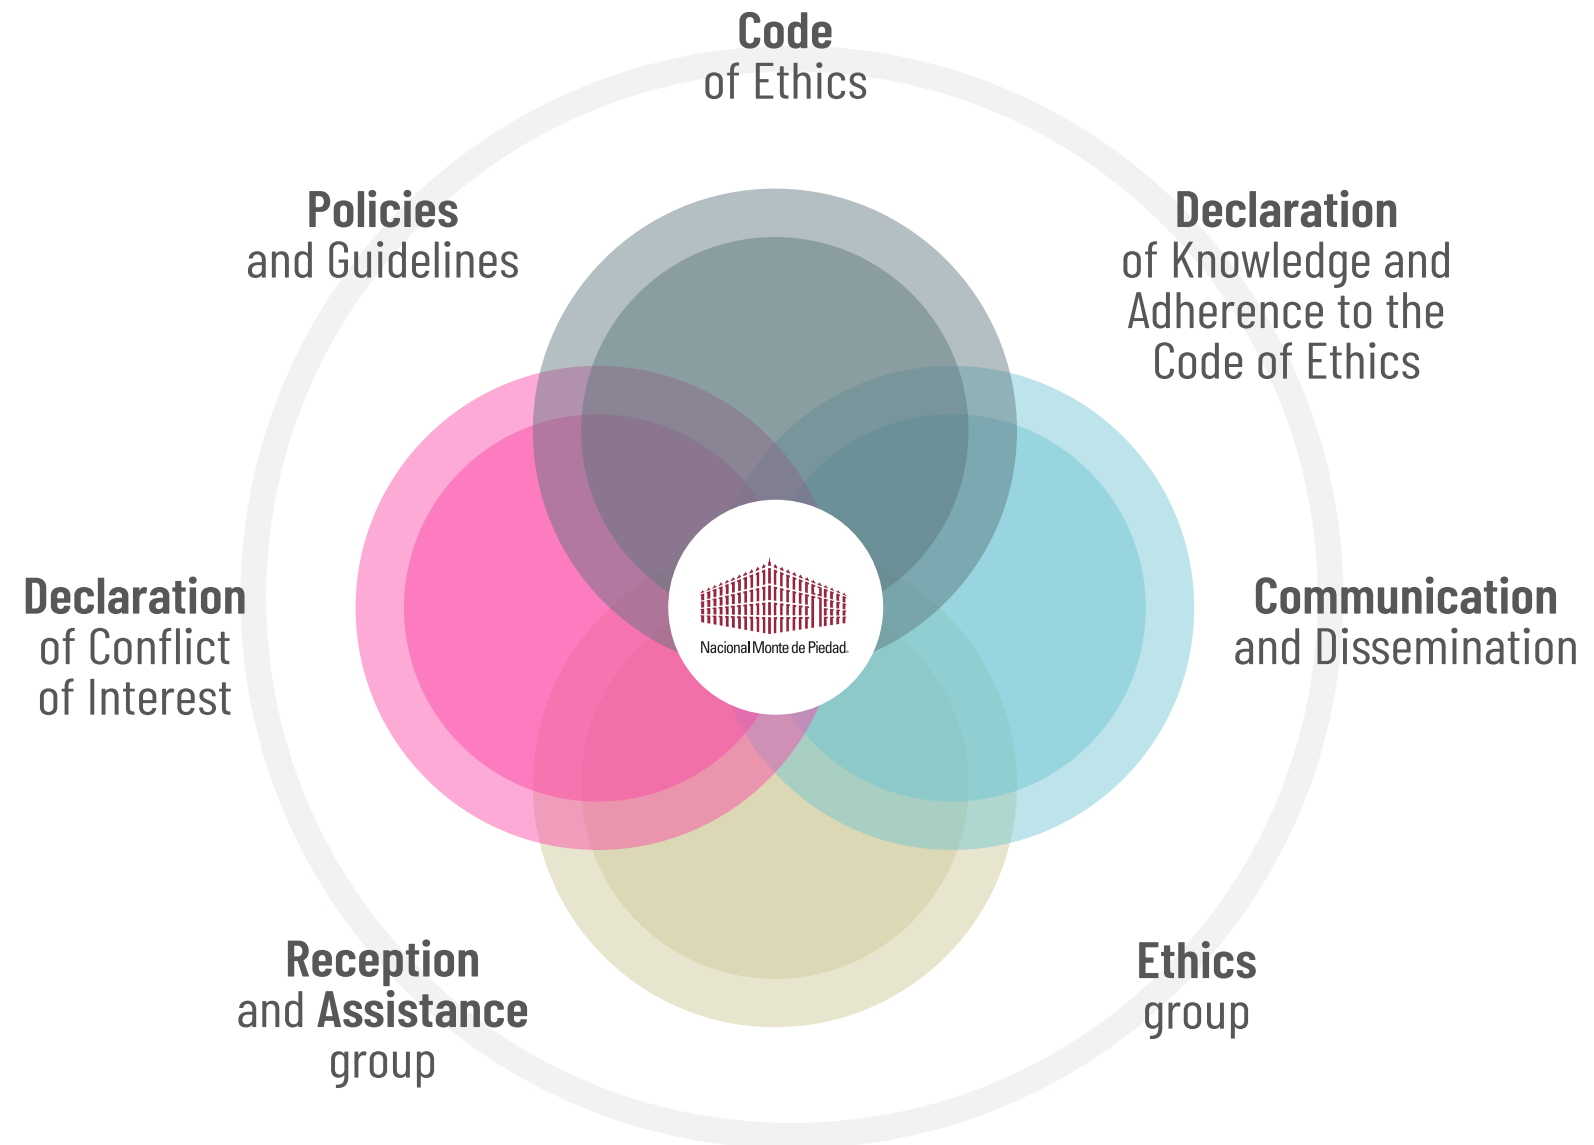 Code
of Ethics
Policies
and Guidelines
Declaration
of Knowledge and
Adherence to the
Code of Ethics
Declaration
of Conflict
of Interest
Nacional Monte de Piedad.
Communication
and Dissemination
Reception
and Assistance
group
Ethics
group